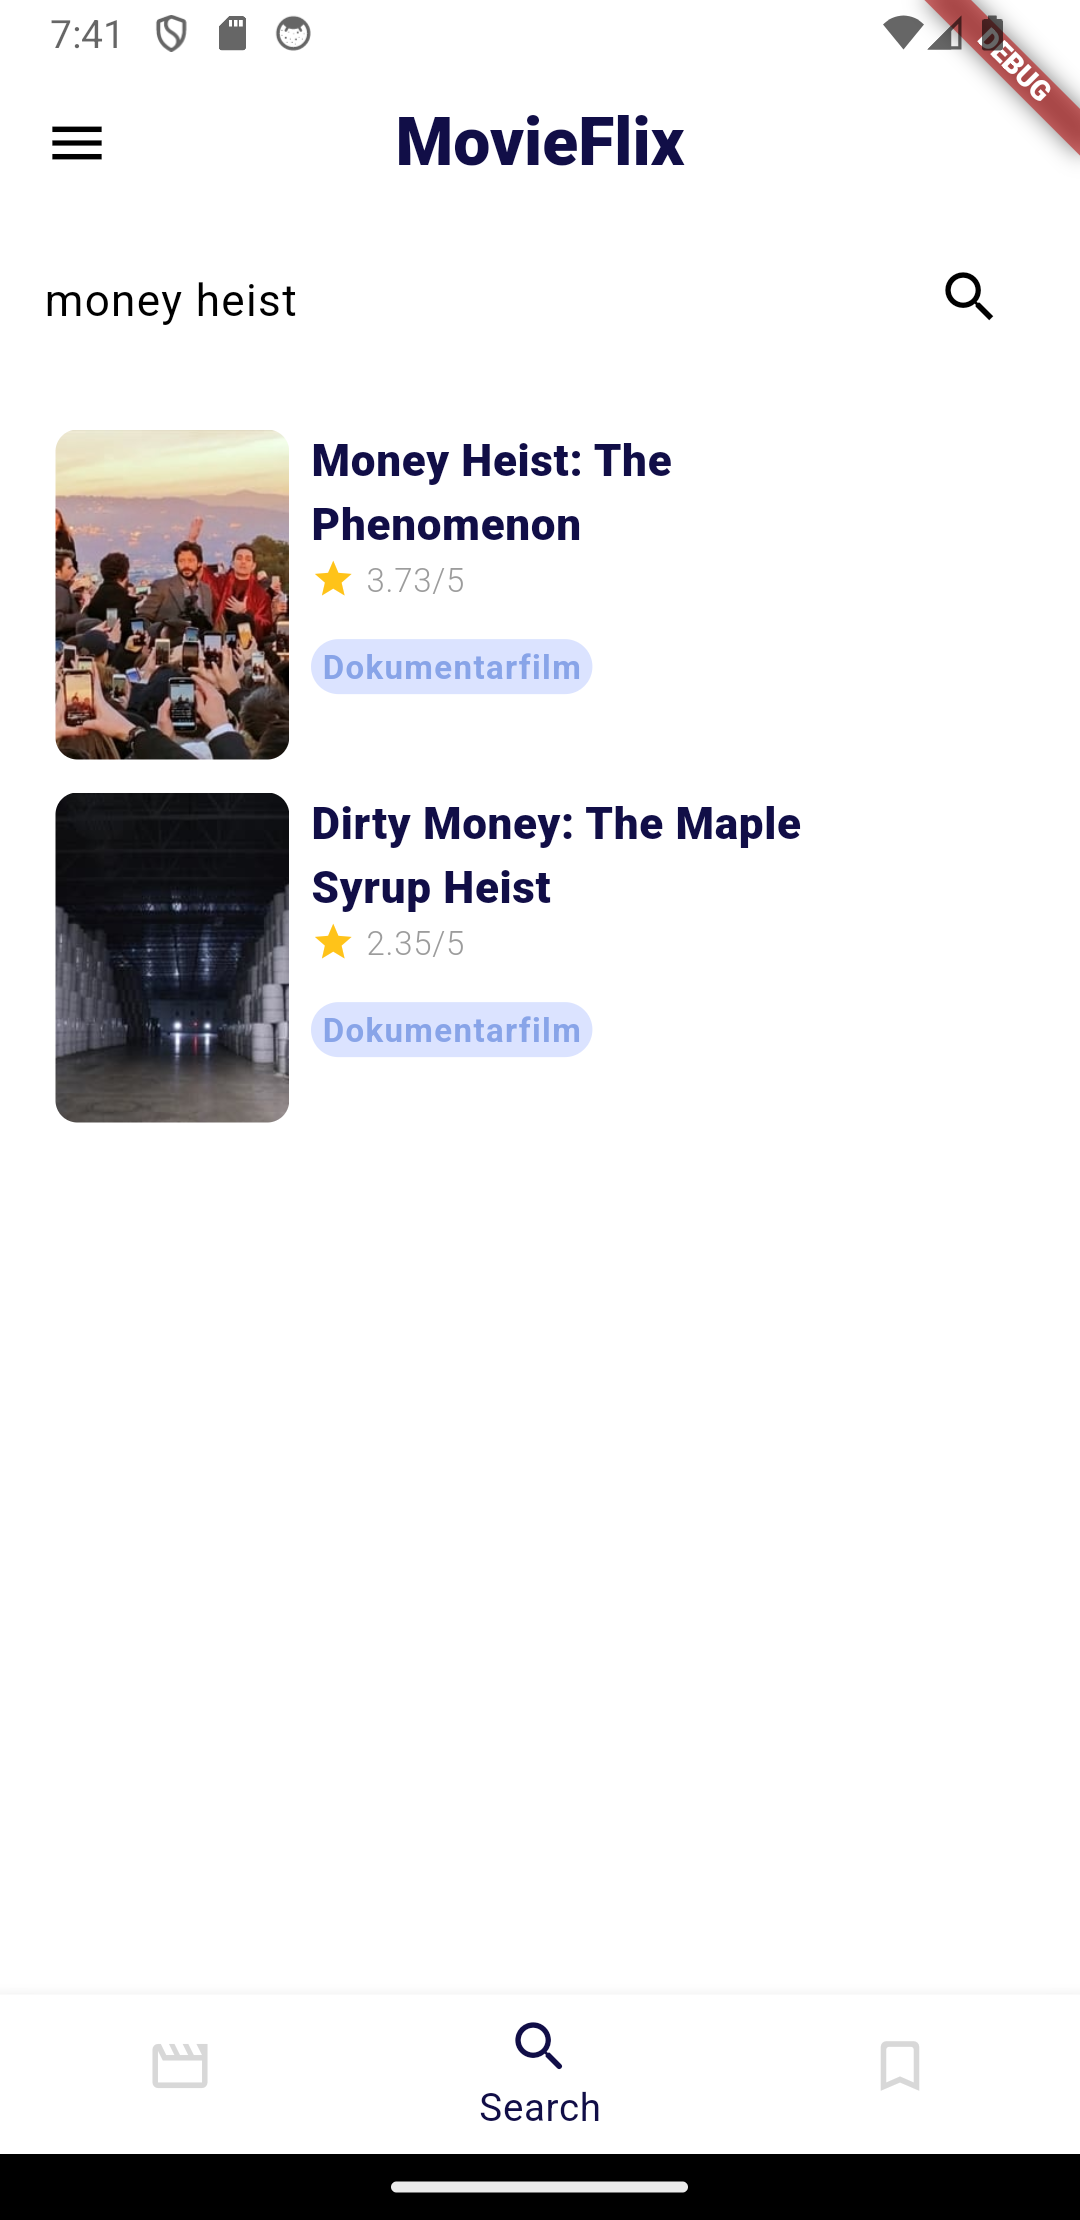 7:41
DEBUG
MovieFlix
money heist
Money Heist: The
Phenomenon
3.73/5
Dokumentarfilm
Dirty Money: The Maple
Syrup Heist
2.35/5
Dokumentarfilm
Search